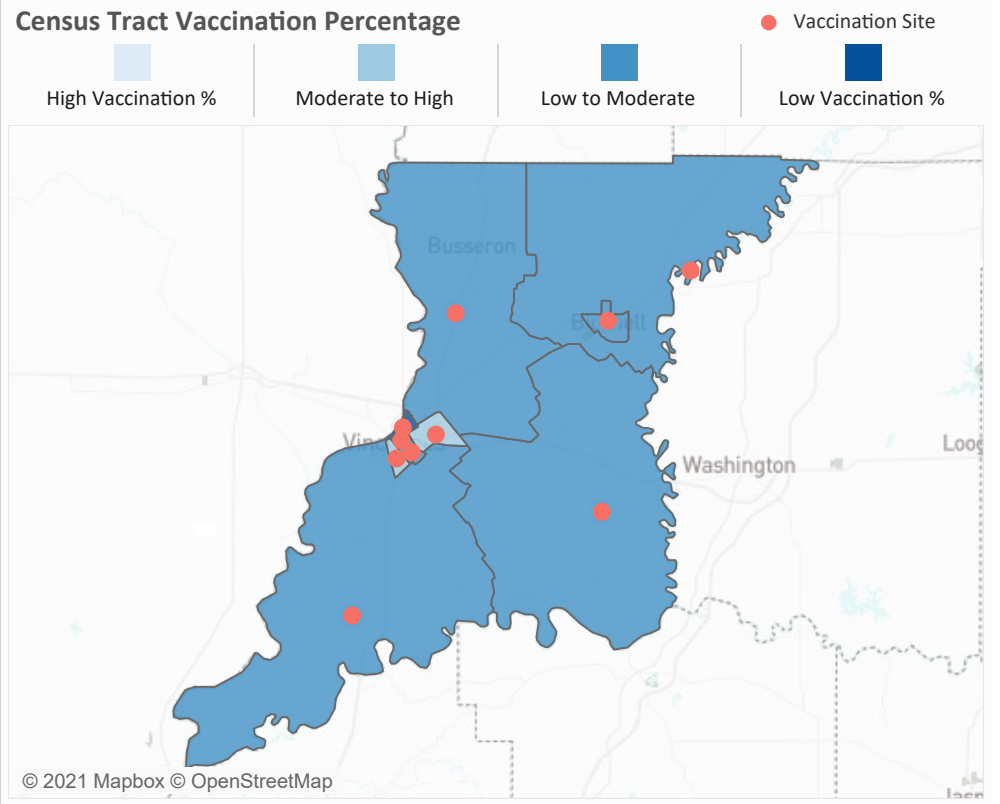 Census Tract Vaccination Percentage
Vaccination Site
High Vaccination %
Moderate to High
Low to Moderate
Low Vaccination %
Busseron
Washington
© 2021 Mapbox © OpenStreetMap